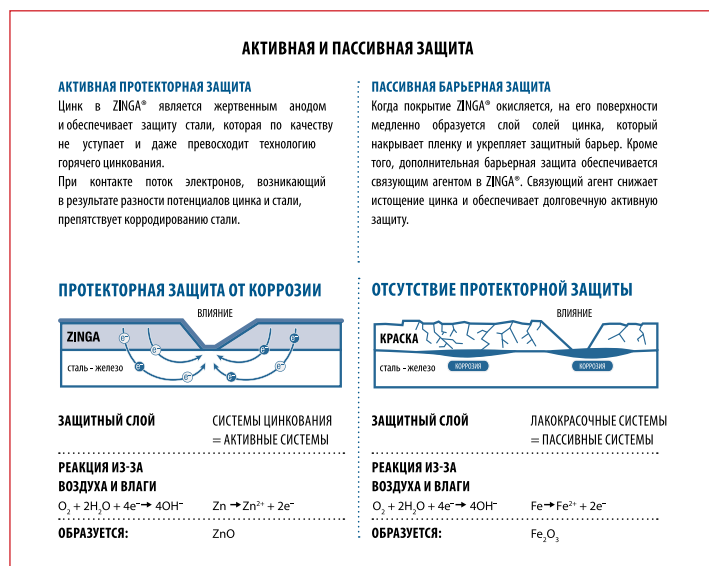 АКТИВНАЯ И ПАССИВНАЯ ЗАЩИТА
АКТИВНАЯ ПРОТЕКТОРНАЯ ЗАЩИТА
Цинк в ZINGA® является жертвенным анодом
и обеспечивает защиту стали, которая по качеству
не уступает и даже превосходит технологию
горячего цинкования.
При контакте поток электронов, возникающий
в результате разности потенциалов цинка и стали,
препятствует корродированию стали.
ПАССИВНАЯ БАРЬЕРНАЯ ЗАЩИТА
Когда покрытие ZINGA® окисляется, на его поверхности
медленно образуется слой солей цинка, который
накрывает пленку и укрепляет защитный барьер. Кроме
того, дополнительная барьерная защита обеспечивается
связующим агентом в ZINGA®. Связующий агент снижает
истощение цинка и обеспечивает долговечную активную
защиту.
ПРОТЕКТОРНАЯ ЗАЩИТА ОТ КОРРОЗИИ
ВЛИЯНИЕ
ZINGA
e⁻ e⁻ e⁻ e⁻
сталь - железо
e⁻ e⁻ e⁻ e⁻
ЗАЩИТНЫЙ СЛОЙ СИСТЕМЫ ЦИНКОВАНИЯ
= АКТИВНЫЕ СИСТЕМЫ
РЕАКЦИЯ ИЗ-ЗА
ВОЗДУХА И ВЛАГИ
O₂ + 2H₂O + 4e⁻→ 4OH⁻ Zn →Zn²⁺ + 2e⁻
ОБРАЗУЕТСЯ: ZnO
ОТСУТСТВИЕ ПРОТЕКТОРНОЙ ЗАЩИТЫ
ВЛИЯНИЕ
КРАСКА
сталь - железо КОРРОЗИЯ КОРРОЗИЯ
ЗАЩИТНЫЙ СЛОЙ ЛАКОКРАСОЧНЫЕ СИСТЕМЫ
= ПАССИВНЫЕ СИСТЕМЫ
РЕАКЦИЯ ИЗ-ЗА
ВОЗДУХА И ВЛАГИ
O₂ + 2H₂O + 4e⁻→ 4OH⁻ Fe→Fe²⁺ + 2e⁻
ОБРАЗУЕТСЯ: Fe₂O₃